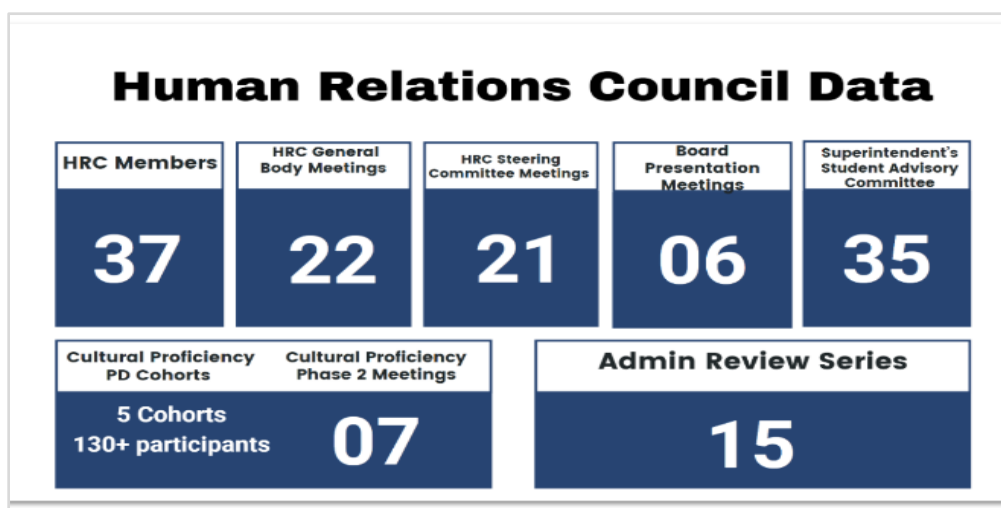 Human Relations Council Data
HRC Members
37
HRC General
Body Meetings
22
HRC Steering
Committee Meetings
21
Board
Presentation
Meetings
06
Superintendent's
Student Advisory
Committee
35
Cultural Proficiency
PD Cohorts
5 Cohorts
130+ participants
Cultural Proficiency
Phase 2 Meetings
07
Admin Review Series
15